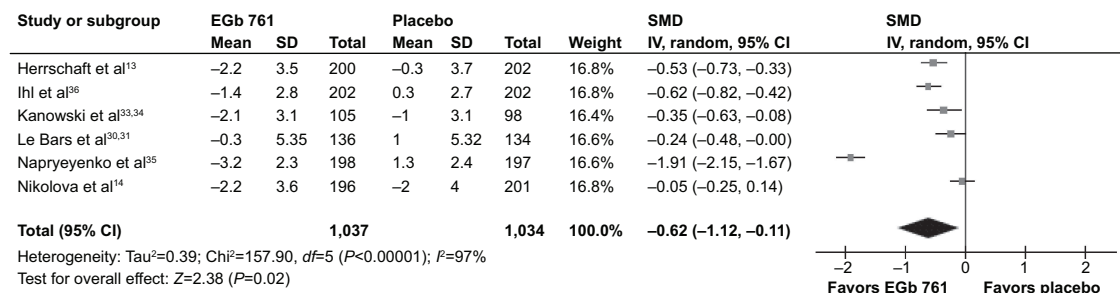 Study or subgroup EGb 761 Placebo SMD SMD
Mean SD Total Mean SD Total Weight IV, random, 95% CI IV, random, 95% CI
Herrschaft et al¹³ –2.2 3.5 200 –0.3 3.7 202 16.8% –0.53 (–0.73, –0.33)
Ihl et al³⁶ –1.4 2.8 202 0.3 2.7 202 16.8% –0.62 (–0.82, –0.42)
Kanowski et al³³,³⁴ –2.1 3.1 105 –1 3.1 98 16.4% –0.35 (–0.63, –0.08)
Le Bars et al³⁰,³¹ –0.3 5.35 136 1 5.32 134 16.6% –0.24 (–0.48, –0.00)
Napryeyenko et al³⁵ –3.2 2.3 198 1.3 2.4 197 16.6% –1.91 (–2.15, –1.67)
Nikolova et al¹⁴ –2.2 3.6 196 –2 4 201 16.8% –0.05 (–0.25, 0.14)
Total (95% CI) 1,037 1,034 100.0% –0.62 (–1.12, –0.11)
Heterogeneity: Tau²=0.39; Chi²=157.90, df=5 (P<0.00001); I²=97%
Test for overall effect: Z=2.38 (P=0.02)
–2 –1 0 1 2
Favors EGb 761 Favors placebo